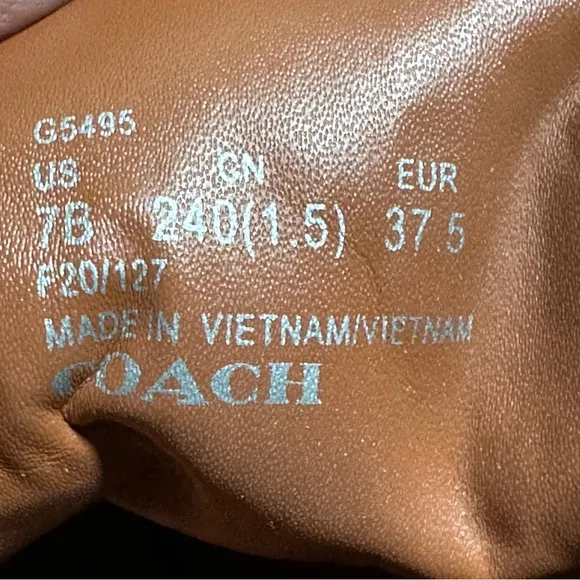 G5495
US CN EUR
7B 240(1.5) 37.5
F20/127
MADE IN VIETNAM/VIETNAM
COACH